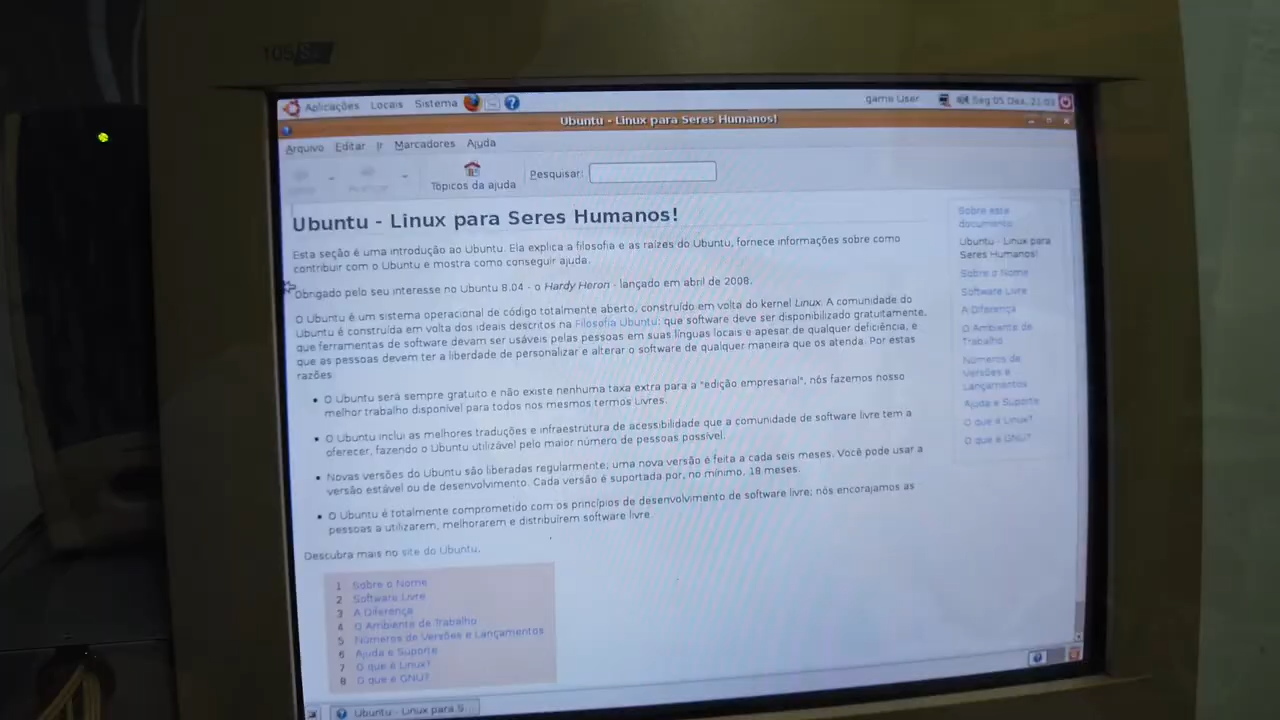 105S
Aplicações Locais Sistema
game User
Seg 05 Dez, 21:03
Ubuntu - Linux para Seres Humanos!
Arquivo Editar Ir Marcadores Ajuda
Tópicos da ajuda
Pesquisar:
Ubuntu - Linux para Seres Humanos!
Esta seção é uma introdução ao Ubuntu. Ela explica a filosofia e as raízes do Ubuntu, fornece informações sobre como
contribuir com o Ubuntu e mostra como conseguir ajuda.
Obrigado pelo seu interesse no Ubuntu 8.04 - o Hardy Heron - lançado em abril de 2008.
O Ubuntu é um sistema operacional de código totalmente aberto, construído em volta do kernel Linux. A comunidade do
Ubuntu é construída em volta dos ideais descritos na Filosofia Ubuntu: que software deve ser disponibilizado gratuitamente,
que ferramentas de software devam ser usáveis pelas pessoas em suas línguas locais e apesar de qualquer deficiência, e
que as pessoas devem ter a liberdade de personalizar e alterar o software de qualquer maneira que os atenda. Por estas
razões
• O Ubuntu será sempre gratuito e não existe nenhuma taxa extra para a "edição empresarial", nós fazemos nosso
melhor trabalho disponível para todos nos mesmos termos Livres.
• O Ubuntu inclui as melhores traduções e infraestrutura de acessibilidade que a comunidade de software livre tem a
oferecer, fazendo o Ubuntu utilizável pelo maior número de pessoas possível.
• Novas versões do Ubuntu são liberadas regularmente; uma nova versão é feita a cada seis meses. Você pode usar a
versão estável ou de desenvolvimento. Cada versão é suportada por, no mínimo, 18 meses.
• O Ubuntu é totalmente comprometido com os princípios de desenvolvimento de software livre; nós encorajamos as
pessoas a utilizarem, melhorarem e distribuírem software livre.
Descubra mais no site do Ubuntu.
1 Sobre o Nome
2 Software Livre
3 A Diferença
4 O Ambiente de Trabalho
5 Números de Versões e Lançamentos
6 Ajuda e Suporte
7 O que é Linux?
8 O que é GNU?
Sobre este
documento
Ubuntu - Linux para
Seres Humanos!
Sobre o Nome
Software Livre
A Diferença
O Ambiente de
Trabalho
Números de
Versões e
Lançamentos
Ajuda e Suporte
O que é Linux?
O que é GNU?
Ubuntu - Linux para S...